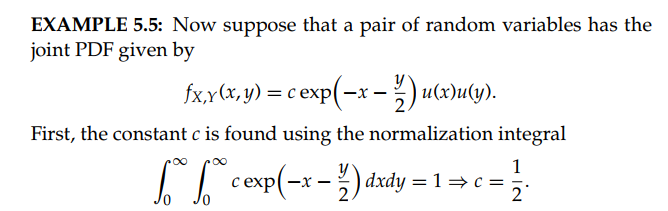 EXAMPLE 5.5: Now suppose that a pair of random variables has the
joint PDF given by
f_{X,Y}(x, y) = c exp(−x − y/2) u(x)u(y).
First, the constant c is found using the normalization integral
∫_0^∞ ∫_0^∞ c exp(−x − y/2) dxdy = 1 ⇒ c = 1/2.